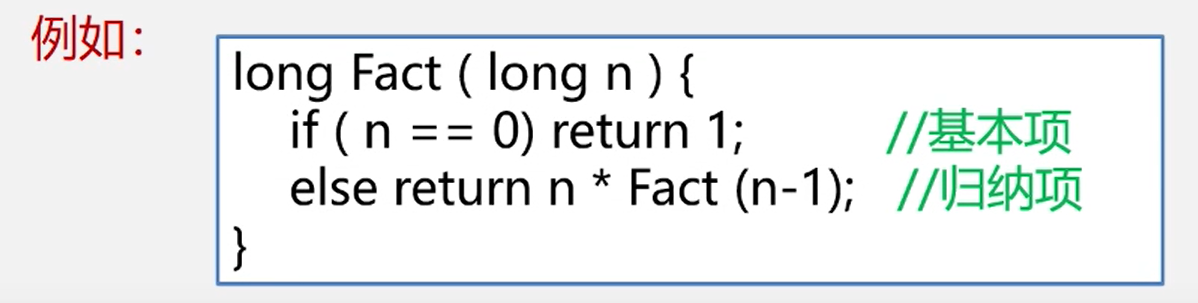 例如：
long Fact ( long n ) {
if ( n == 0) return 1; //基本项
else return n * Fact (n-1); //归纳项
}